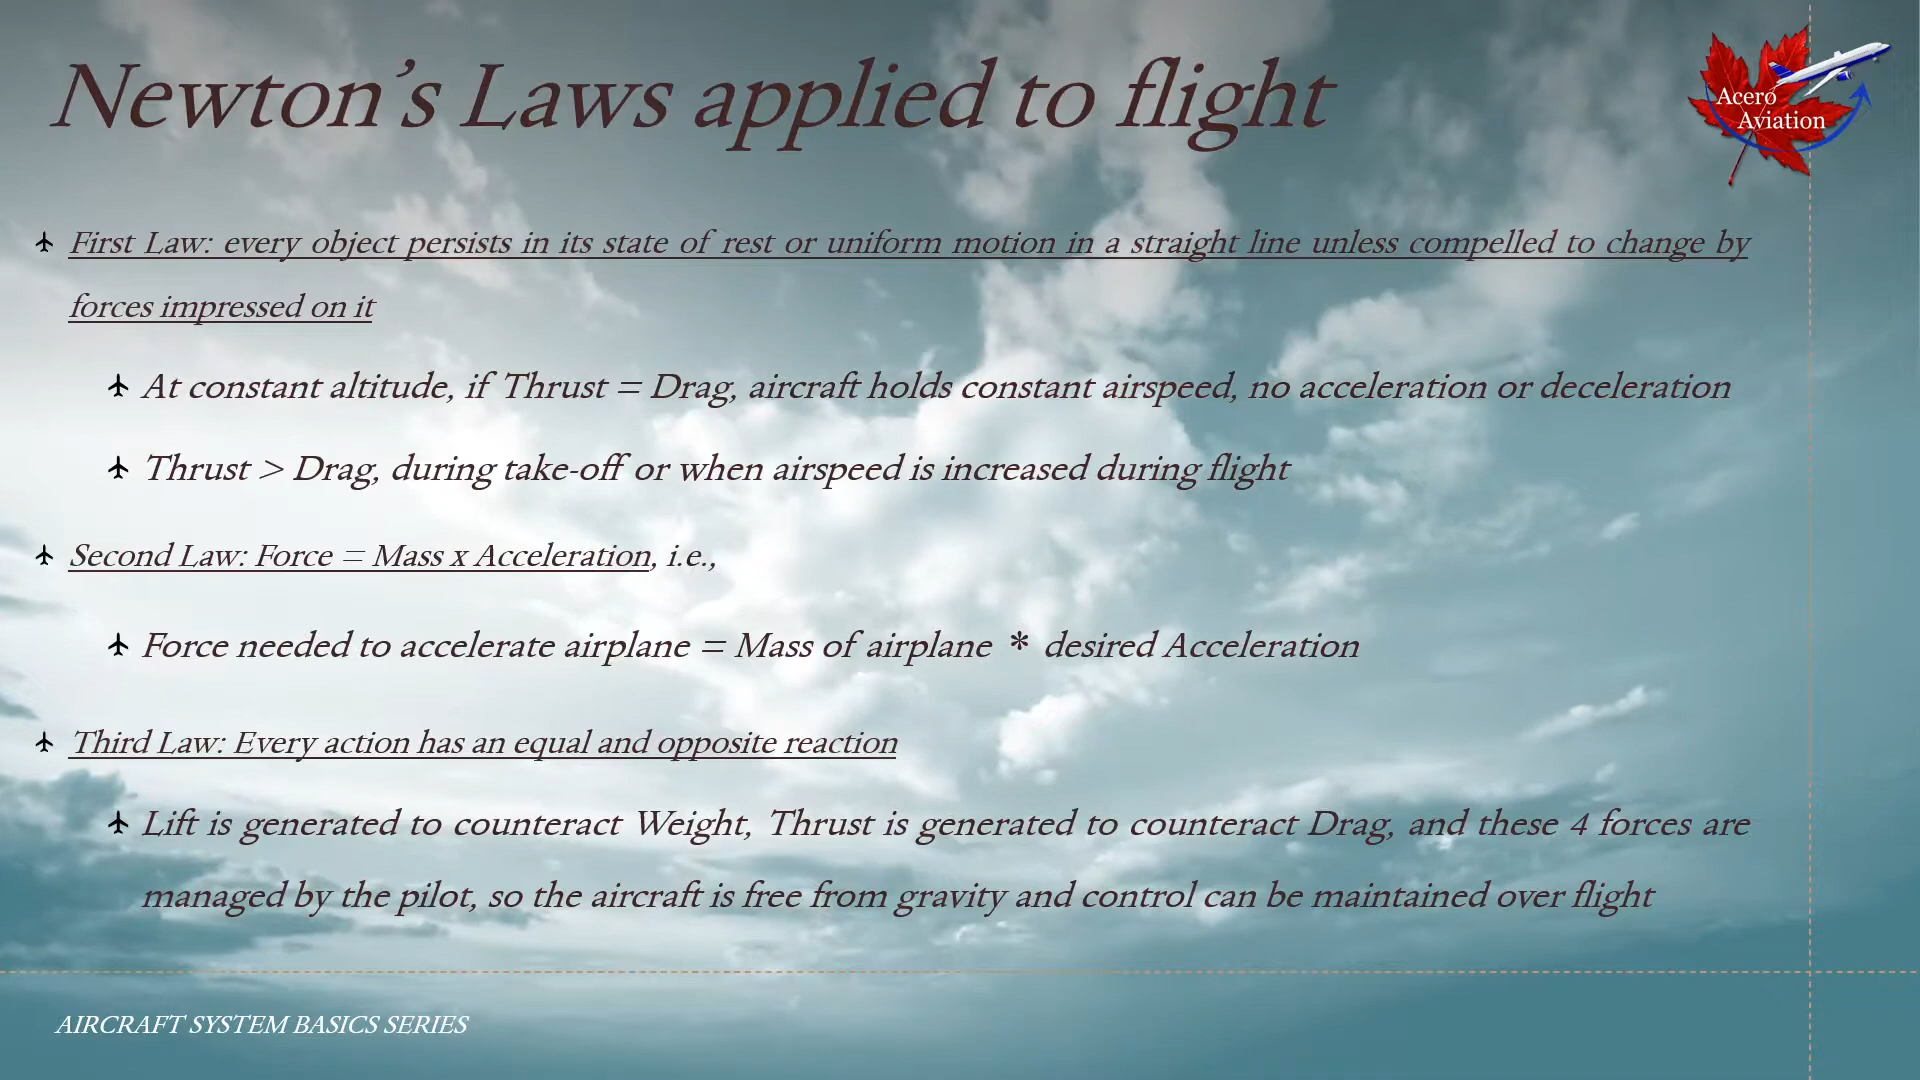 Newton's Laws applied to flight
Acero
Aviation
First Law: every object persists in its state of rest or uniform motion in a straight line unless compelled to change by
forces impressed on it
At constant altitude, if Thrust = Drag, aircraft holds constant airspeed, no acceleration or deceleration
Thrust > Drag, during take-off or when airspeed is increased during flight
Second Law: Force = Mass x Acceleration, i.e.,
Force needed to accelerate airplane = Mass of airplane * desired Acceleration
Third Law: Every action has an equal and opposite reaction
Lift is generated to counteract Weight, Thrust is generated to counteract Drag, and these 4 forces are
managed by the pilot, so the aircraft is free from gravity and control can be maintained over flight
AIRCRAFT SYSTEM BASICS SERIES